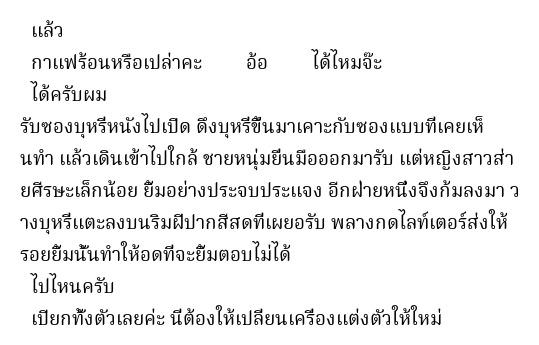 แล้ว
กาแฟร้อนหรือเปล่าคะ อ้อ ได้ไหมจ๊ะ
ได้ครับผม
รับซองบุหรี่หนังไปเปิด ดึงบุหรี่ขึ้นมาเคาะกับซองแบบที่เคยเห็
นทำ แล้วเดินเข้าไปใกล้ ชายหนุ่มยื่นมือออกมารับ แต่หญิงสาวส่า
ยศีรษะเล็กน้อย ยิ้มอย่างประจบประแจง อีกฝ่ายหนึ่งจึงก้มลงมา ว
างบุหรี่แตะลงบนริมฝีปากสีสดที่เผยอรับ พลางกดไลท์เตอร์ส่งให้
รอยยิ้มนั้นทำให้อดที่จะยิ้มตอบไม่ได้
ไปไหนครับ
เปียกทั้งตัวเลยค่ะ นี่ต้องให้เปลี่ยนเครื่องแต่งตัวให้ใหม่